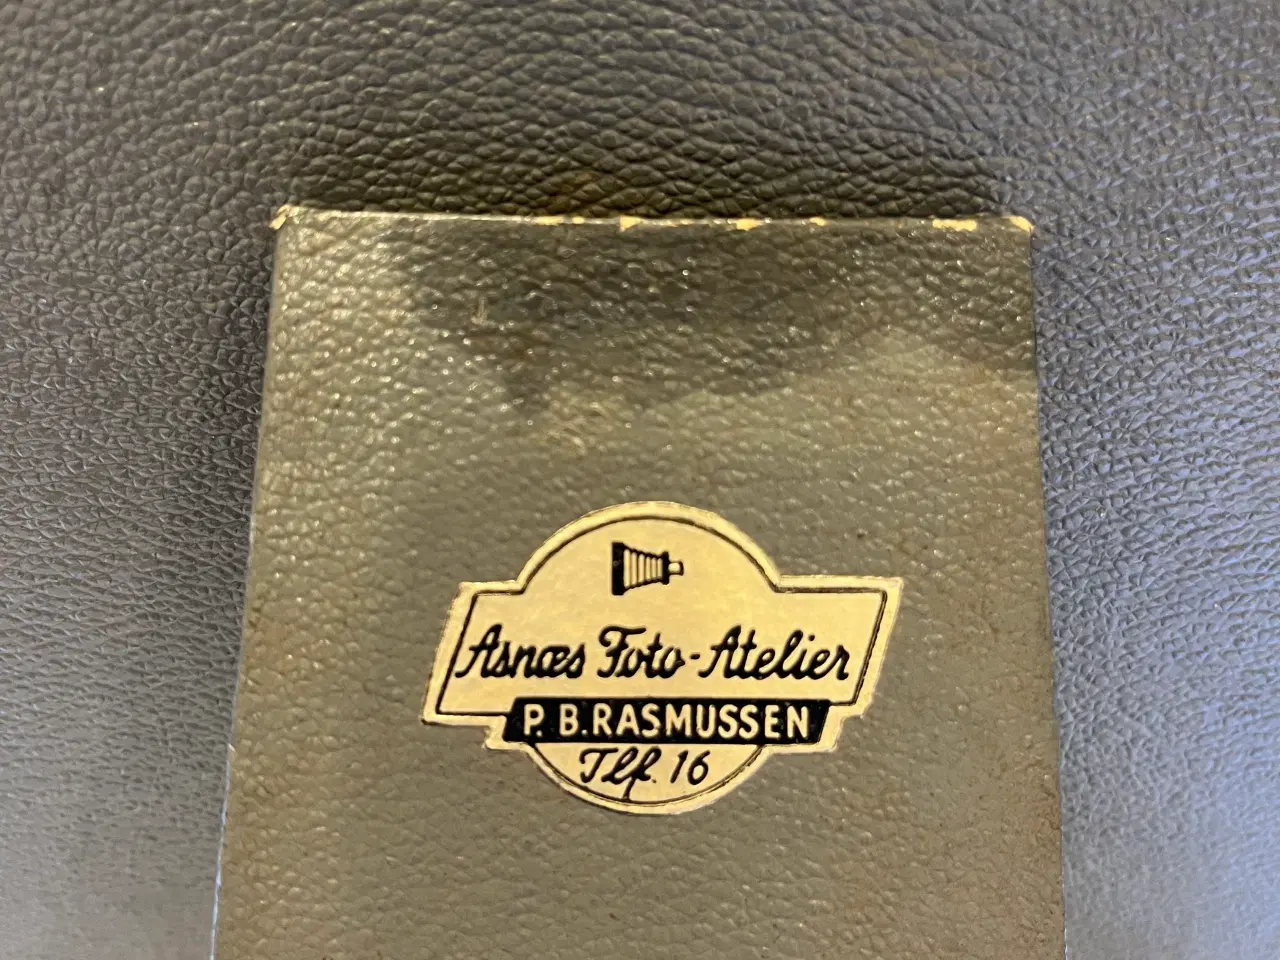 Asnæs Foto-Atelier
P. B. RASMUSSEN
Tlf. 16